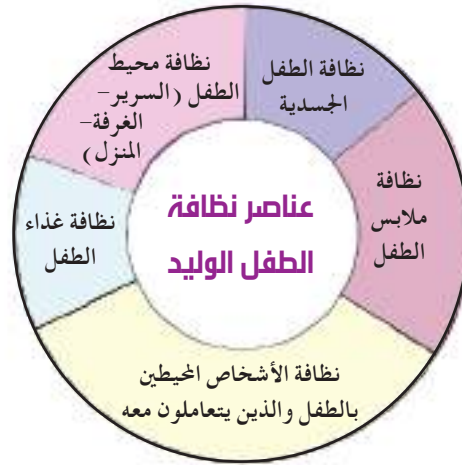 عناصر نظافة
الطفل الوليد
نظافة الطفل
الجسدية
نظافة
ملابس
الطفل
نظافة الأشخاص المحيطين
بالطفل والذين يتعاملون معه
نظافة غذاء
الطفل
نظافة محيط
الطفل (السرير-
الغرفة-
المنزل)